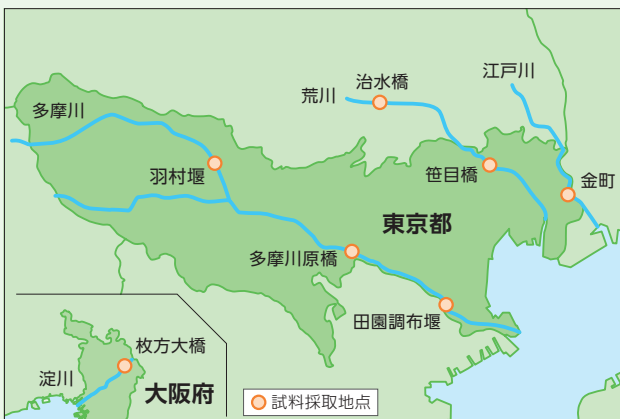 多摩川
荒川
治水橋
江戸川
羽村堰
笹目橋
金町
東京都
多摩川原橋
田園調布堰
枚方大橋
淀川
大阪府
試料採取地点